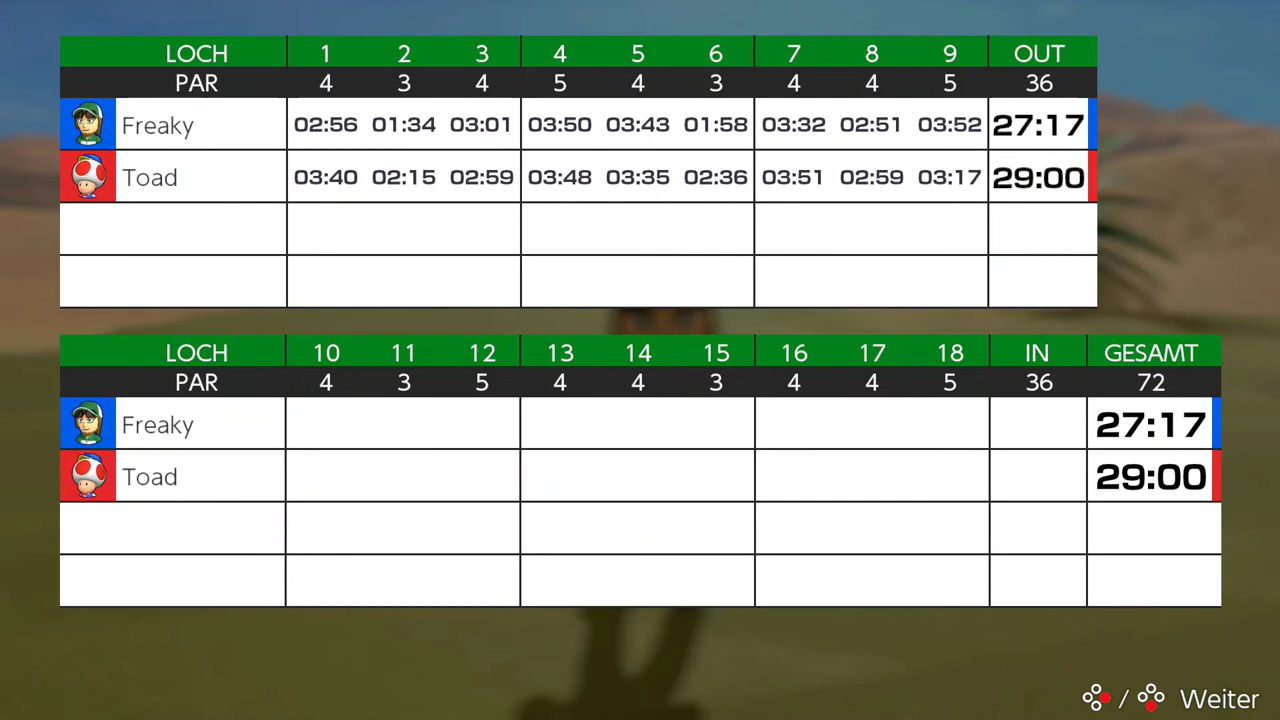 LOCH 1 2 3 4 5 6 7 8 9 OUT
PAR 4 3 4 5 4 3 4 4 5 36
Freaky 02:56 01:34 03:01 03:50 03:43 01:58 03:32 02:51 03:52 27:17
Toad 03:40 02:15 02:59 03:48 03:35 02:36 03:51 02:59 03:17 29:00
LOCH 10 11 12 13 14 15 16 17 18 IN GESAMT
PAR 4 3 5 4 4 3 4 4 5 36 72
Freaky 27:17
Toad 29:00
/ Weiter